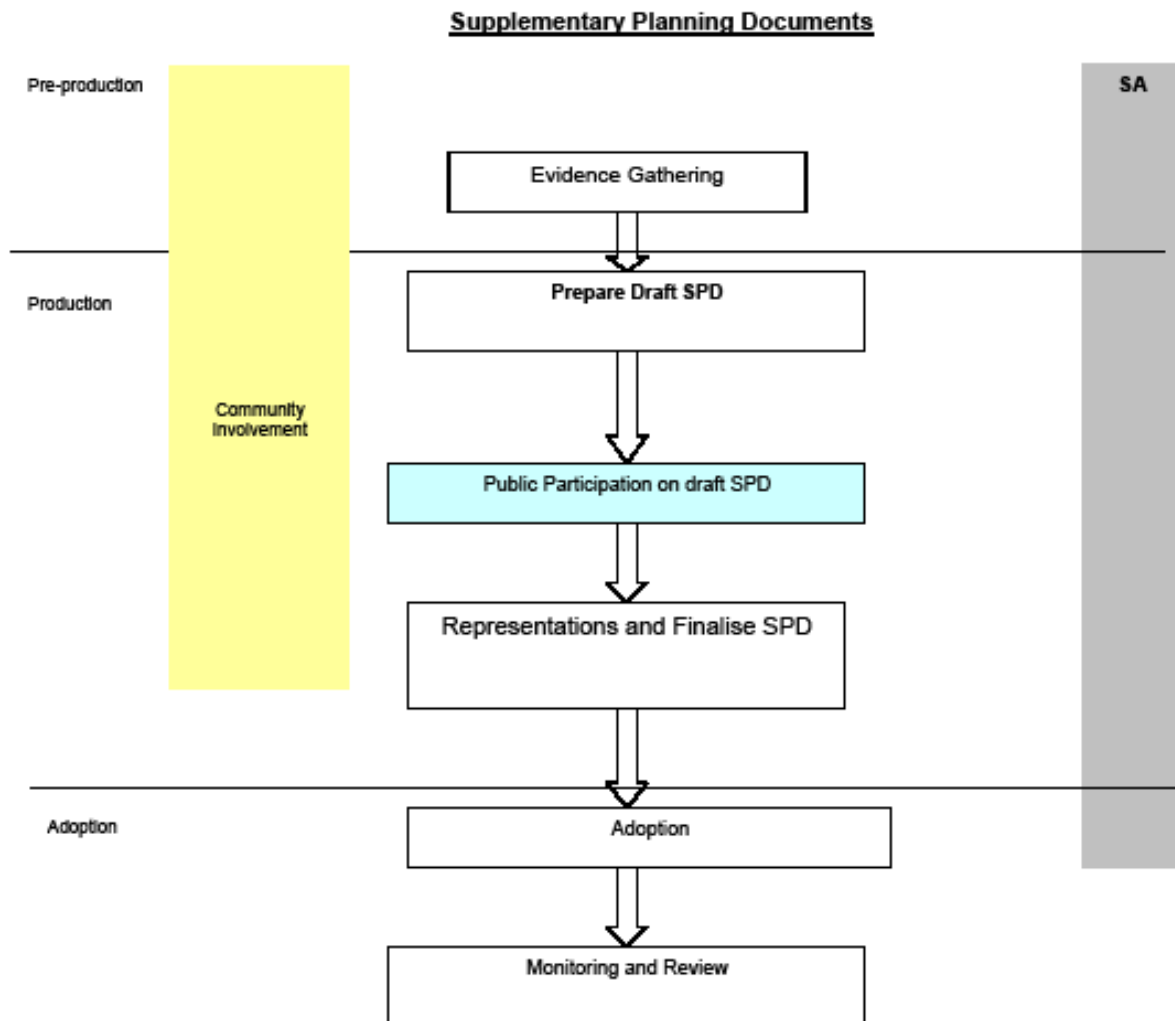 Supplementary Planning Documents
Pre-production
SA
Evidence Gathering
Prepare Draft SPD
Production
Community
Involvement
Public Participation on draft SPD
Representations and Finalise SPD
Adoption
Adoption
Monitoring and Review